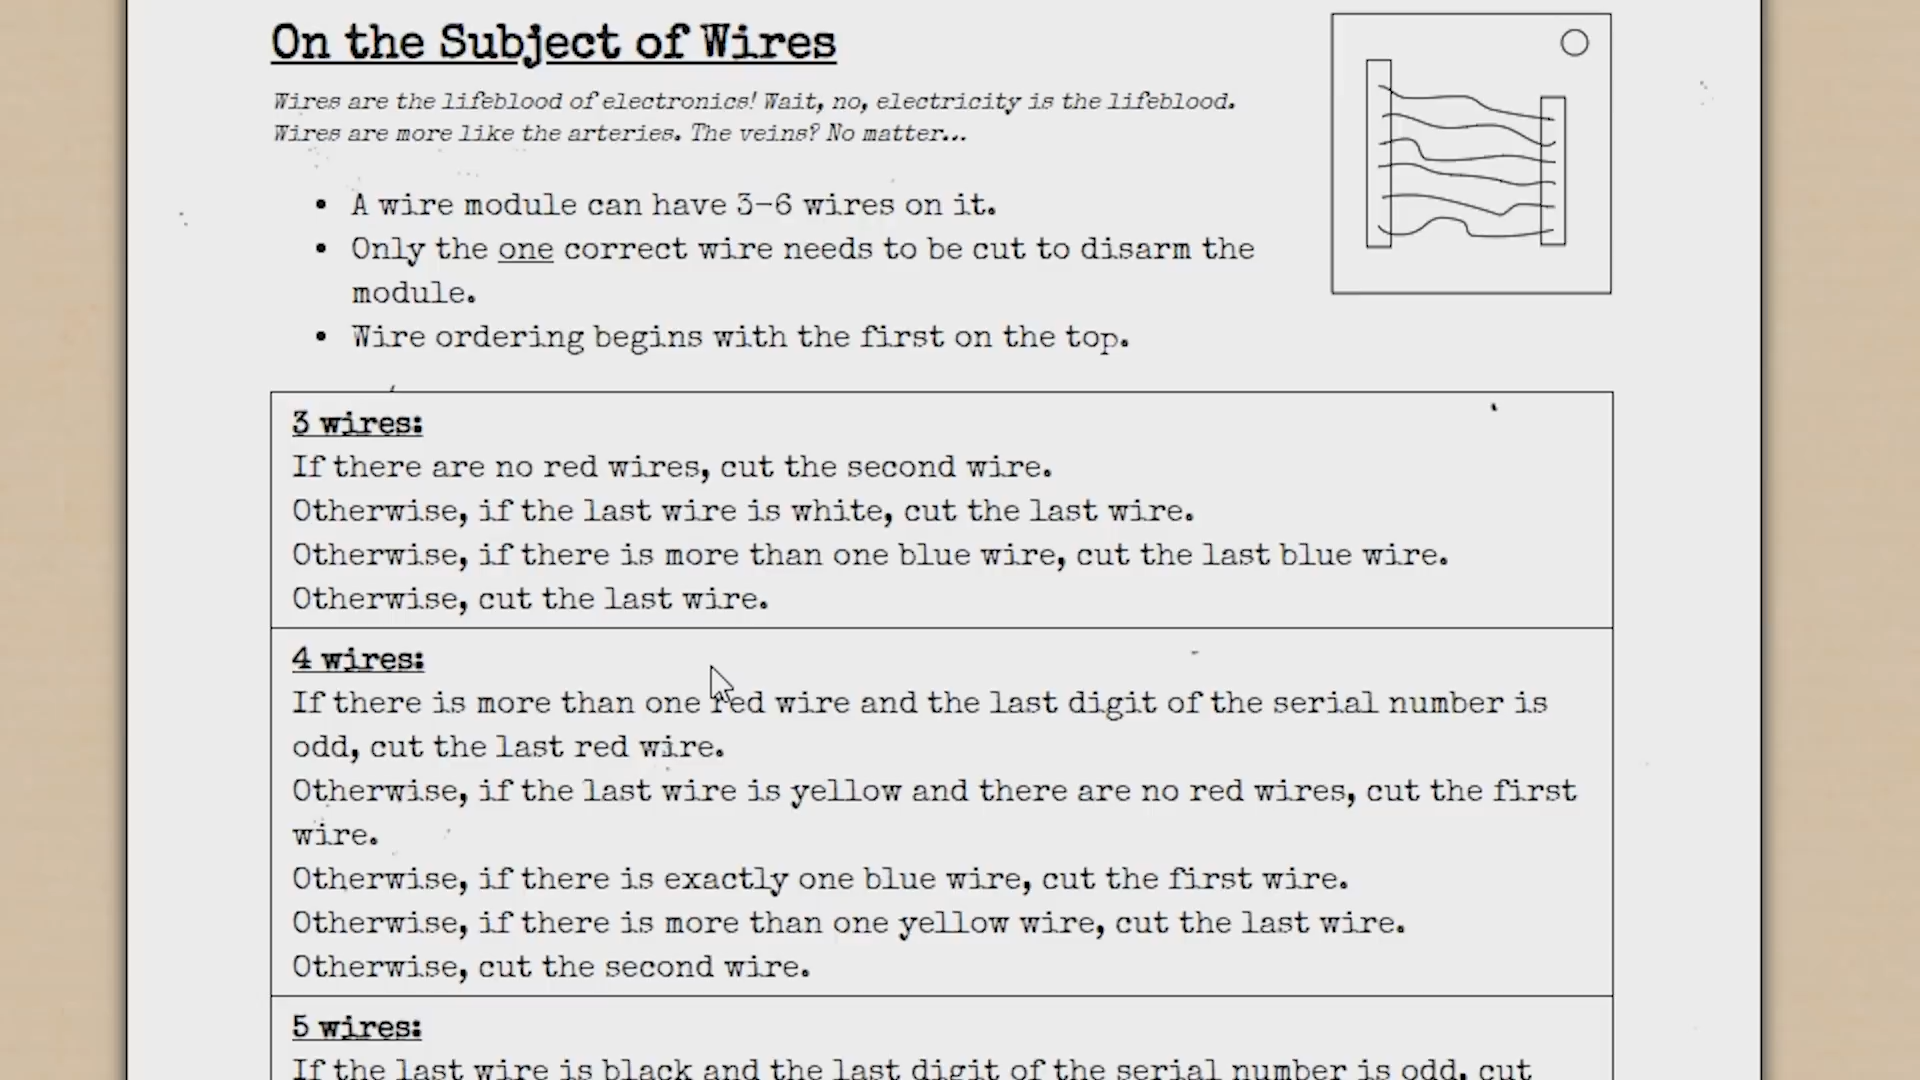 On the Subject of Wires
Wires are the lifeblood of electronics! Wait, no, electricity is the lifeblood.
Wires are more like the arteries. The veins? No matter...
• A wire module can have 3-6 wires on it.
• Only the one correct wire needs to be cut to disarm the
module.
• Wire ordering begins with the first on the top.
3 wires:
If there are no red wires, cut the second wire.
Otherwise, if the last wire is white, cut the last wire.
Otherwise, if there is more than one blue wire, cut the last blue wire.
Otherwise, cut the last wire.
4 wires:
If there is more than one red wire and the last digit of the serial number is
odd, cut the last red wire.
Otherwise, if the last wire is yellow and there are no red wires, cut the first
wire.
Otherwise, if there is exactly one blue wire, cut the first wire.
Otherwise, if there is more than one yellow wire, cut the last wire.
Otherwise, cut the second wire.
5 wires:
If the last wire is black and the last digit of the serial number is odd, cut